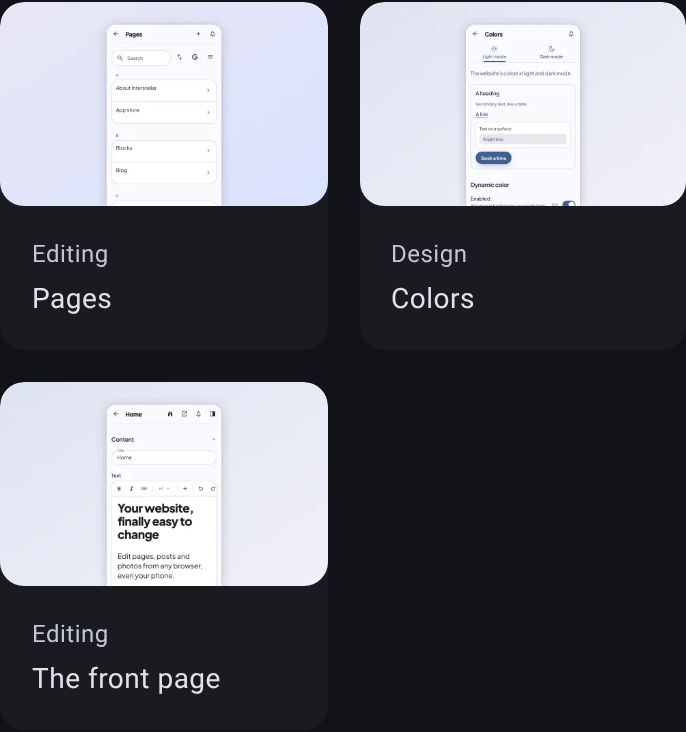 Pages
Search
A
About Interstellar
App store
B
Blocks
Blog
C
Editing
Pages
Colors
Light mode
Dark mode
The website's colors in light and dark mode.
A heading
Secondary text, like a date.
A link
Text on a surface
A light box
Book a time
Dynamic color
Enabled
Design
Colors
Home
Content
Title
Home
Text
B I
Your website,
finally easy to
change
Edit pages, posts and
photos from any browser,
even your phone.
Editing
The front page